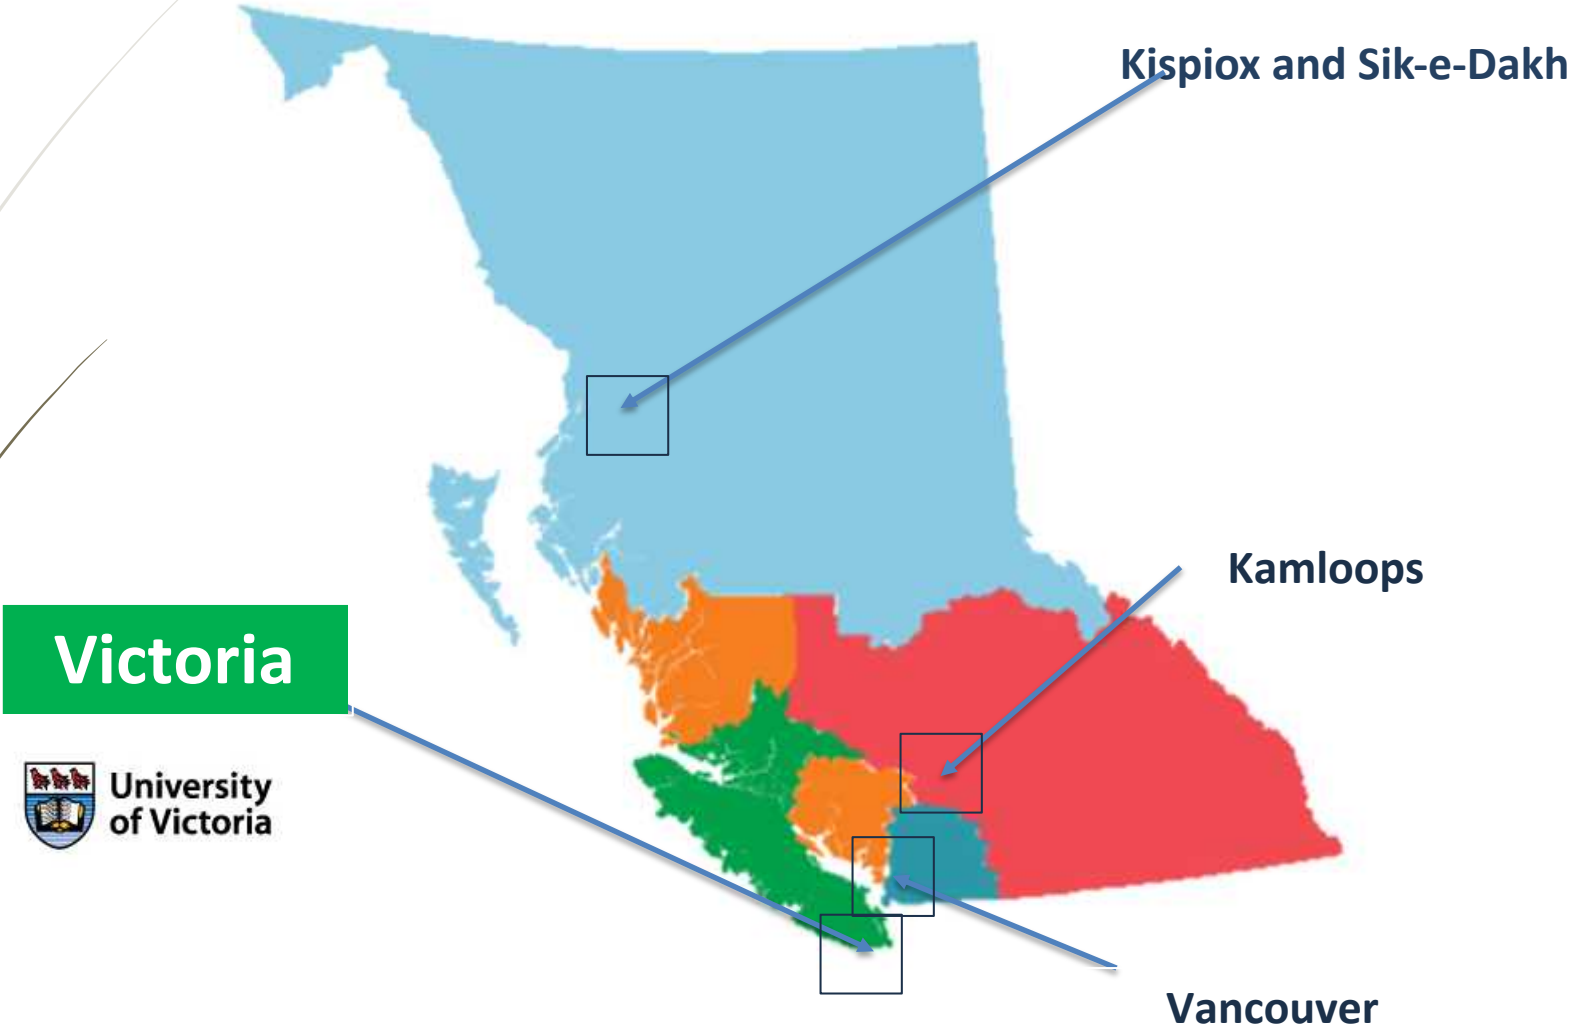 Kispiox and Sik-e-Dakh
Kamloops
Victoria
University
of Victoria
Vancouver